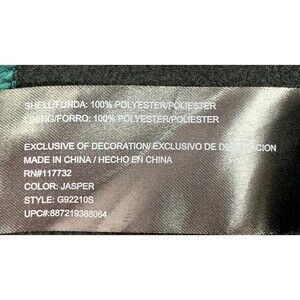 SHELL/FUNDA: 100% POLYESTER/POLIESTER
LINING/FORRO: 100% POLYESTER/POLIESTER
EXCLUSIVE OF DECORATION/ EXCLUSIVO DE DECORACION
MADE IN CHINA / HECHO EN CHINA
RN#117732
COLOR: JASPER
STYLE: G92210S
UPC#:887219388064